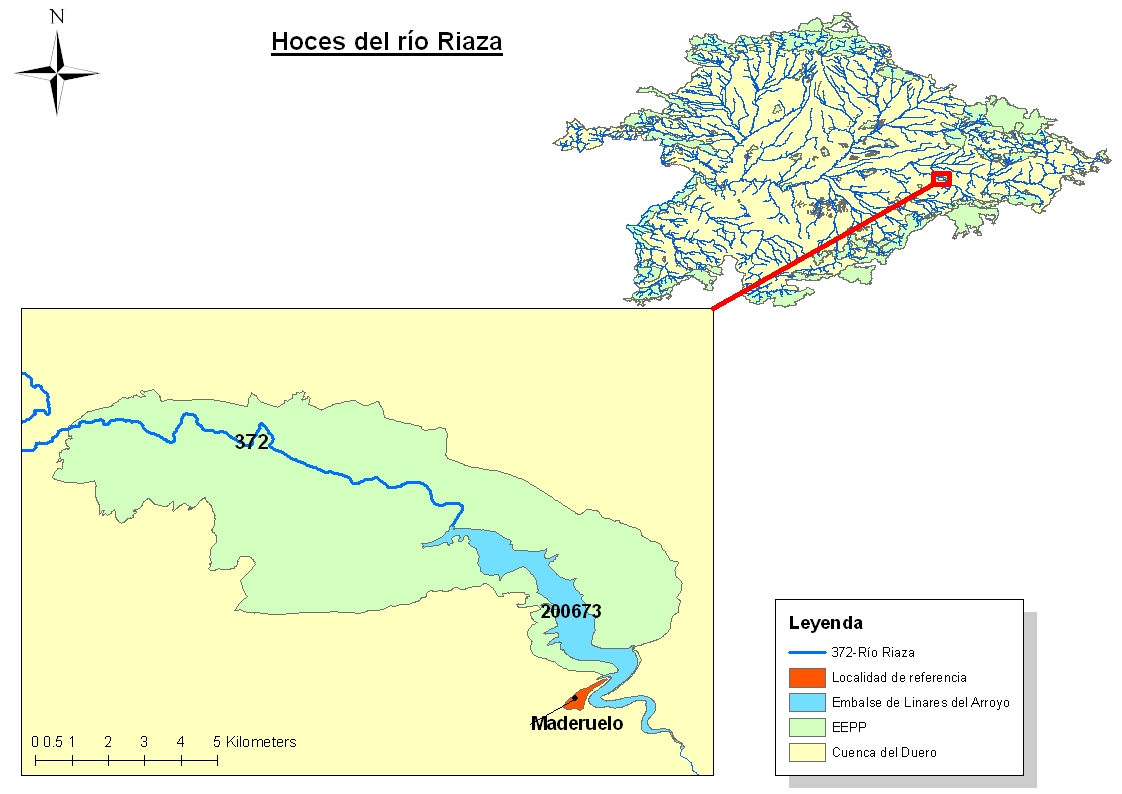 N
Hoces del río Riaza
372
200673
Maderuelo
0 0.5 1 2 3 4 5 Kilometers
Leyenda
372-Río Riaza
Localidad de referencia
Embalse de Linares del Arroyo
EEPP
Cuenca del Duero